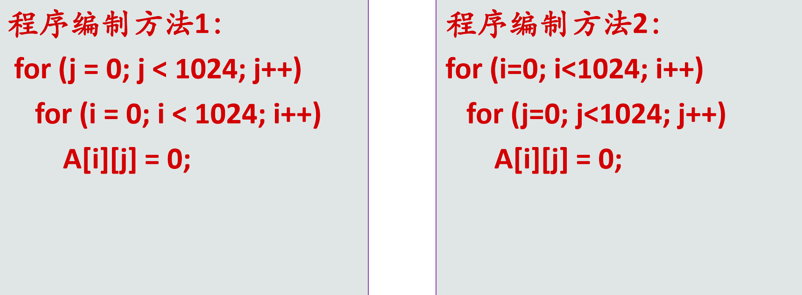 程序编制方法1：
for (j = 0; j < 1024; j++)
for (i = 0; i < 1024; i++)
A[i][j] = 0;
程序编制方法2：
for (i=0; i<1024; i++)
for (j=0; j<1024; j++)
A[i][j] = 0;